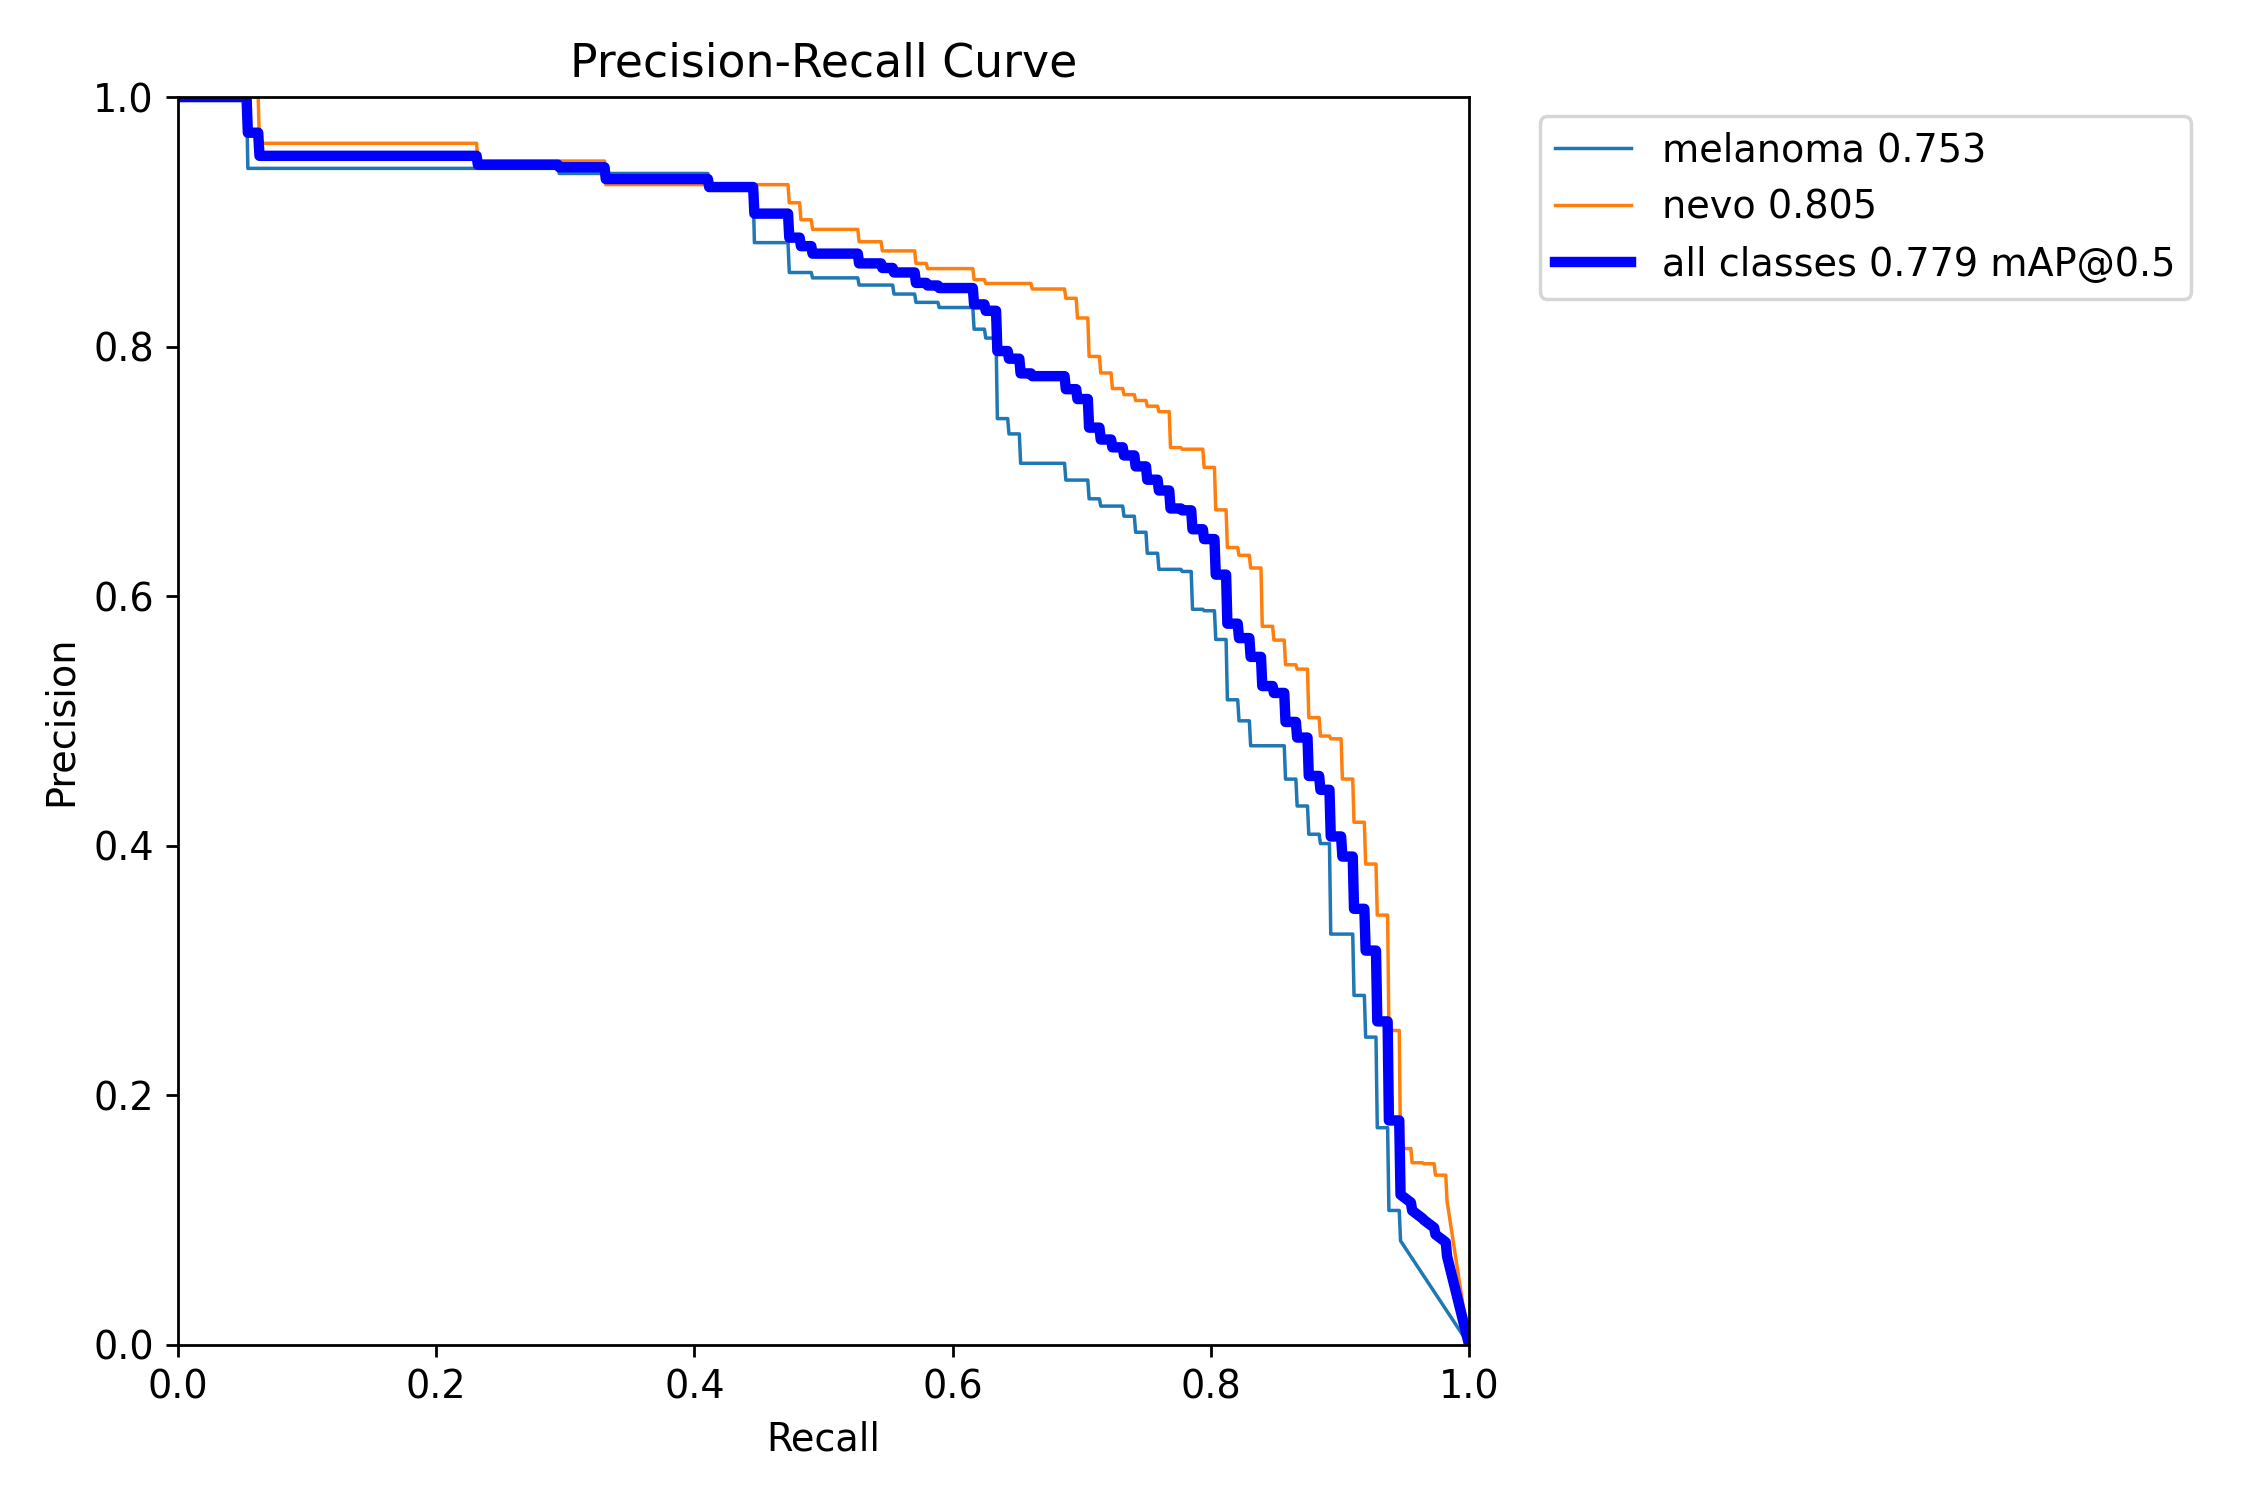 Precision-Recall Curve
1.0
0.8
0.6
0.4
0.2
0.0
Precision
0.0 0.2 0.4 0.6 0.8 1.0
Recall
melanoma 0.753
nevo 0.805
all classes 0.779 mAP@0.5